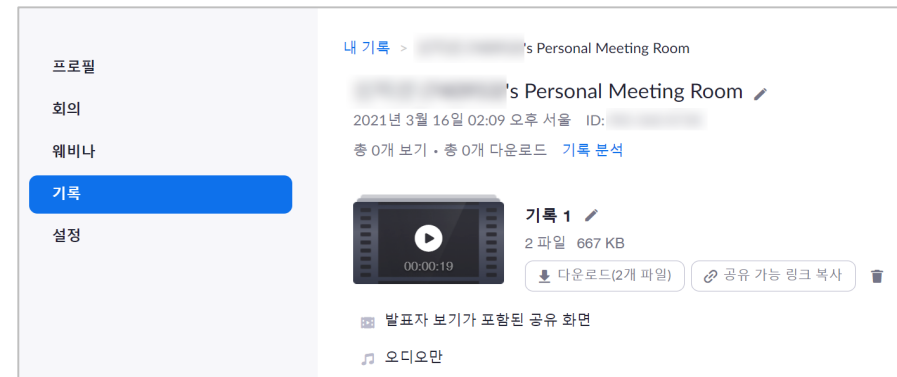 프로필
회의
웨비나
기록
설정
내 기록 > 's Personal Meeting Room
's Personal Meeting Room
2021년 3월 16일 02:09 오후 서울 ID:
총 0개 보기 • 총 0개 다운로드 기록 분석
00:00:19
기록 1
2 파일 667 KB
다운로드(2개 파일) 공유 가능 링크 복사
발표자 보기가 포함된 공유 화면
오디오만